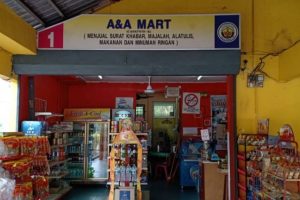 1
A&A MART
( MENJUAL SURAT KHABAR, MAJALAH, ALATULIS,
MAKANAN DAN MINUMAN RINGAN )